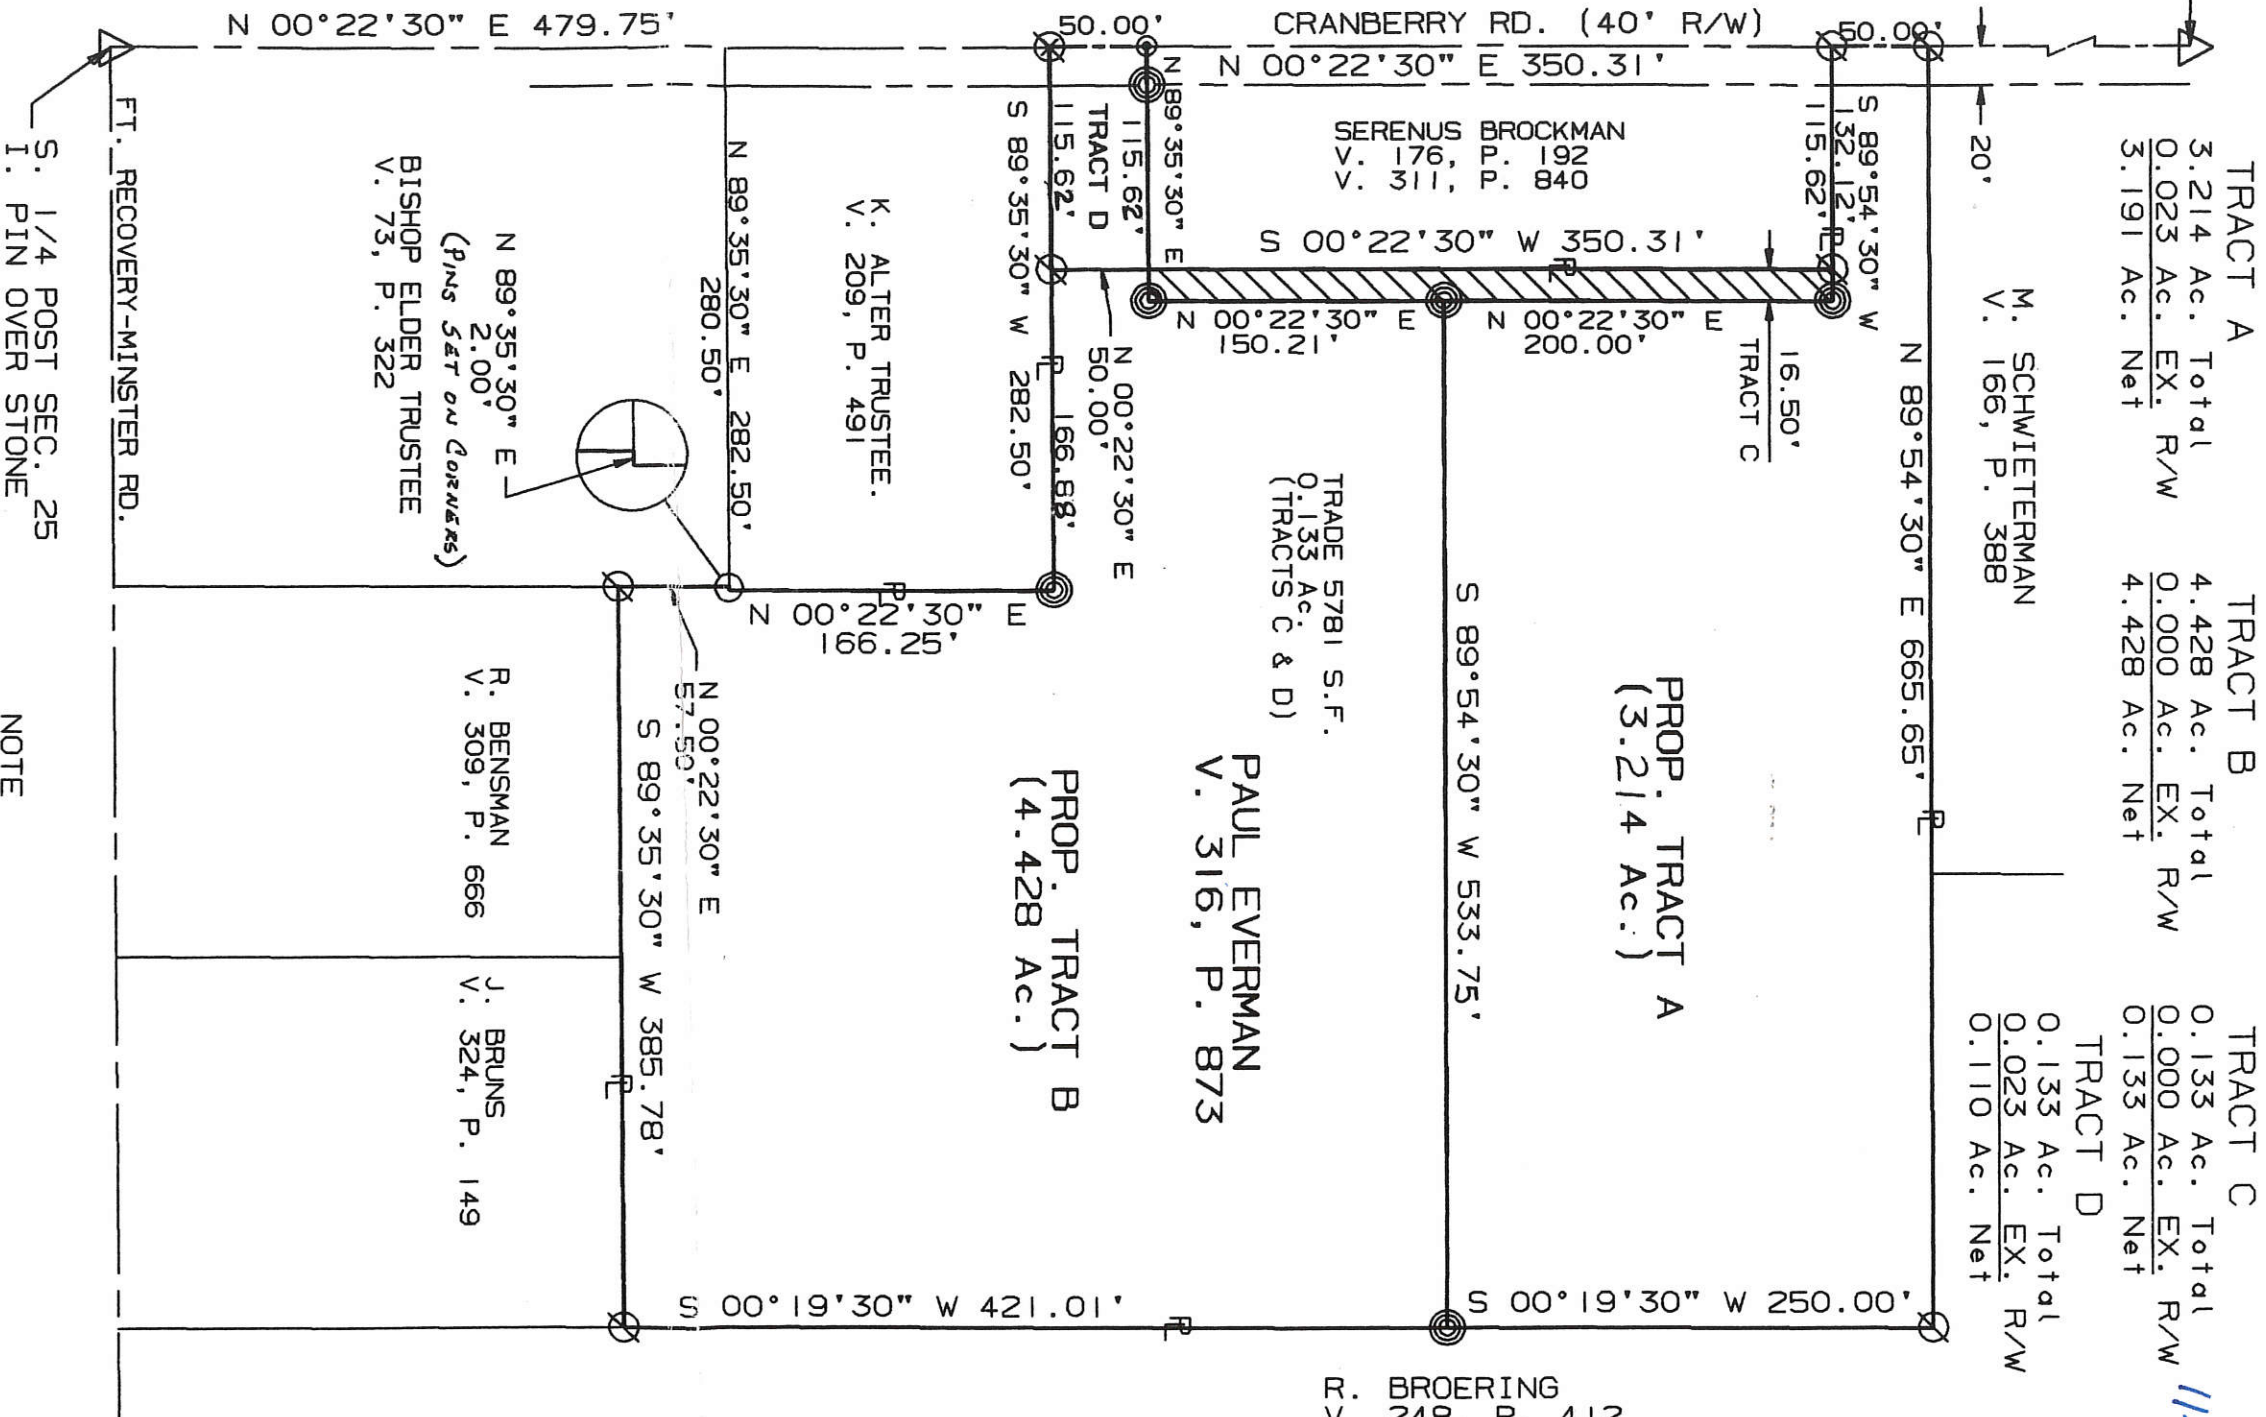 N 00°22'30" E 479.75'
50.00'
CRANBERRY RD. (40' R/W)
N 00°22'30" E 350.31'
50.00'
20'
S 89°54'30" W
132.12'
115.62'
SERENUS BROCKMAN
V. 176, P. 192
V. 311, P. 840
S 00°22'30" W 350.31'
N 89°35'30" E
115.62'
TRACT D
115.62'
166.88'
S 89°35'30" W 282.50'
N 00°22'30" E
150.21'
N 00°22'30" E
200.00'
16.50'
TRACT C
N 00°22'30" E
50.00'
N 89°54'30" E 665.65'
M. SCHWIETERMAN
V. 166, P. 388
TRACT A
3.214 Ac. Total
0.023 Ac. EX. R/W
3.191 Ac. Net
TRACT B
4.428 Ac. Total
0.000 Ac. EX. R/W
4.428 Ac. Net
TRACT C
0.133 Ac. Total
0.000 Ac. EX. R/W
0.133 Ac. Net
TRACT D
0.133 Ac. Total
0.023 Ac. EX. R/W
0.110 Ac. Net
K. ALTER TRUSTEE.
V. 209, P. 491
N 89°35'30" E 282.50'
280.50'
N 89°35'30" E
2.00'
(PINS SET ON CORNERS)
BISHOP ELDER TRUSTEE
V. 73, P. 322
FT. RECOVERY-MINSTER RD.
S. 1/4 POST SEC. 25
I. PIN OVER STONE
N 00°22'30" E
166.25'
N 00°22'30" E
57.50'
TRADE 5781 S.F.
0.133 Ac.
(TRACTS C & D)
S 89°54'30" W 533.75'
PROP. TRACT A
(3.214 Ac.)
PAUL EVERMAN
V. 316, P. 873
PROP. TRACT B
(4.428 Ac.)
S 89°35'30" W 385.78'
R. BENSMAN
V. 309, P. 666
J. BRUNS
V. 324, P. 149
NOTE
S 00°19'30" W 421.01'
S 00°19'30" W 250.00'
R. BROERING
V. 249, P. 412